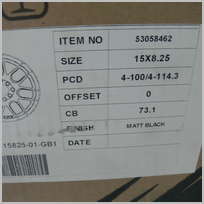 ITEM NO 53058462
SIZE 15X8.25
PCD 4-100/4-114.3
OFFSET 0
CB 73.1
FINISH MATT BLACK
DATE
15825-01-GB1